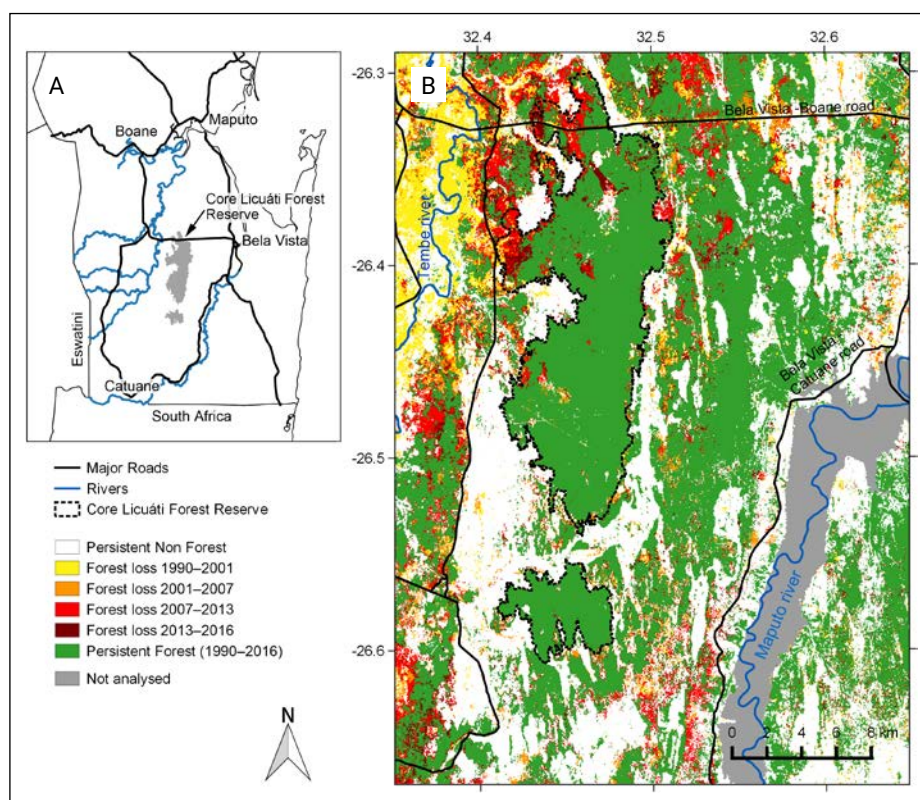 A
Boane
Maputo
Core Licuáti Forest
Reserve
Bela Vista
Eswatini
Catuane
South Africa
Major Roads
Rivers
Core Licuáti Forest Reserve
Persistent Non Forest
Forest loss 1990–2001
Forest loss 2001–2007
Forest loss 2007–2013
Forest loss 2013–2016
Persistent Forest (1990–2016)
Not analysed
N
32.4
32.5
32.6
-26.3
-26.4
-26.5
-26.6
B
Bela Vista -Boane road
Tembe river
Bela Vista -
Catuane road
Maputo river
0 2 4 6 8 km